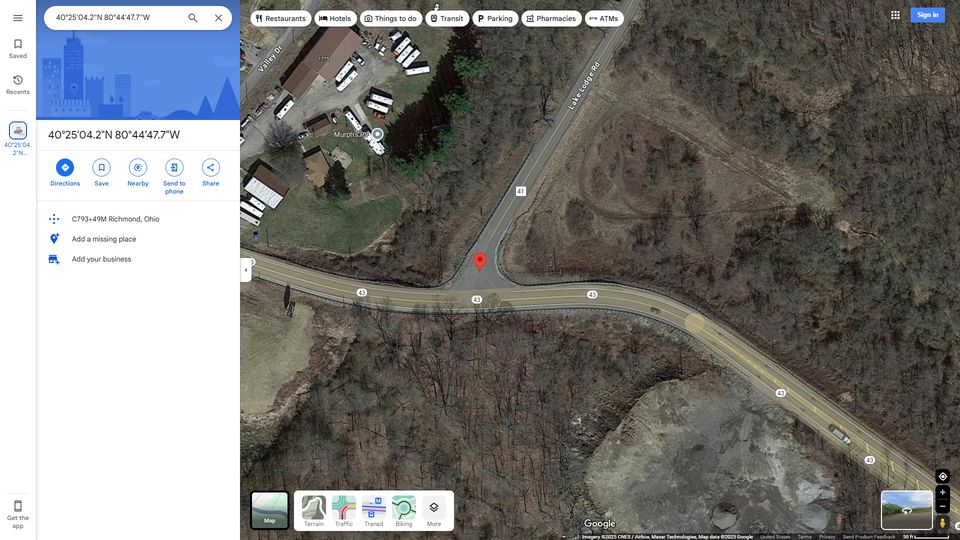 40°25'04.2"N 80°44'47.7"W
Restaurants
Hotels
Things to do
Transit
Parking
Pharmacies
ATMs
Sign in
Saved
Recents
40°25'04.
2"N...
40°25'04.2"N 80°44'47.7"W
Directions
Save
Nearby
Send to
phone
Share
C793+49M Richmond, Ohio
Add a missing place
Add your business
Get the
app
Valley Dr
1775
Lake Lodge Rd
41
43
43
43
43
43
Map
Terrain
Traffic
Transit
Biking
More
Google
Imagery ©2025 CNES / Airbus, Maxar Technologies, Map data ©2025 Google
United States
Terms
Privacy
Send Product Feedback
50 ft